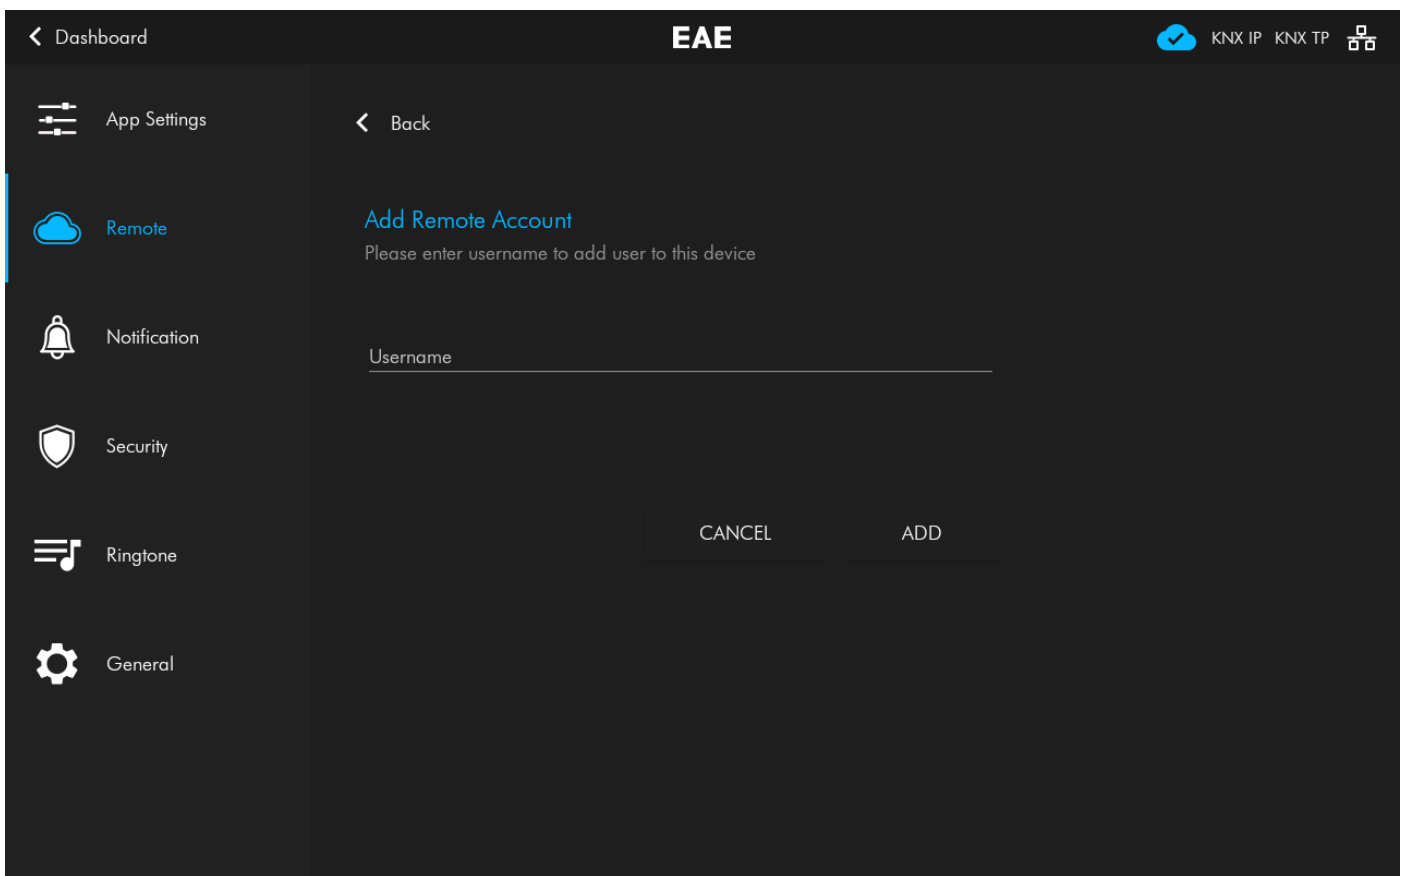 Dashboard
EAE
KNX IP KNX TP
App Settings
Remote
Notification
Security
Ringtone
General
Back
Add Remote Account
Please enter username to add user to this device
Username
CANCEL
ADD